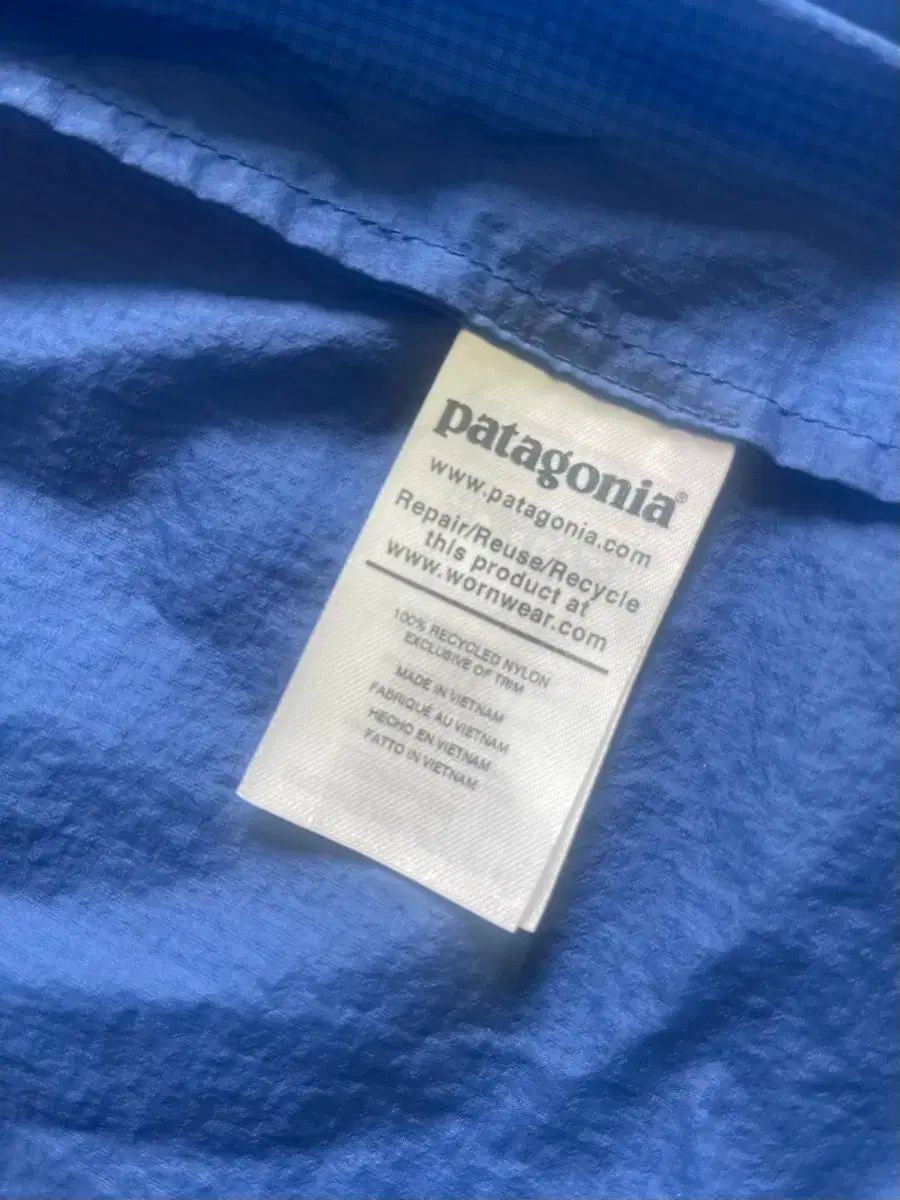 patagonia®
www.patagonia.com
Repair/Reuse/Recycle
this product at
www.wornwear.com
100% RECYCLED NYLON
EXCLUSIVE OF TRIM
MADE IN VIETNAM
FABRIQUÉ AU VIETNAM
HECHO EN VIETNAM
FATTO IN VIETNAM